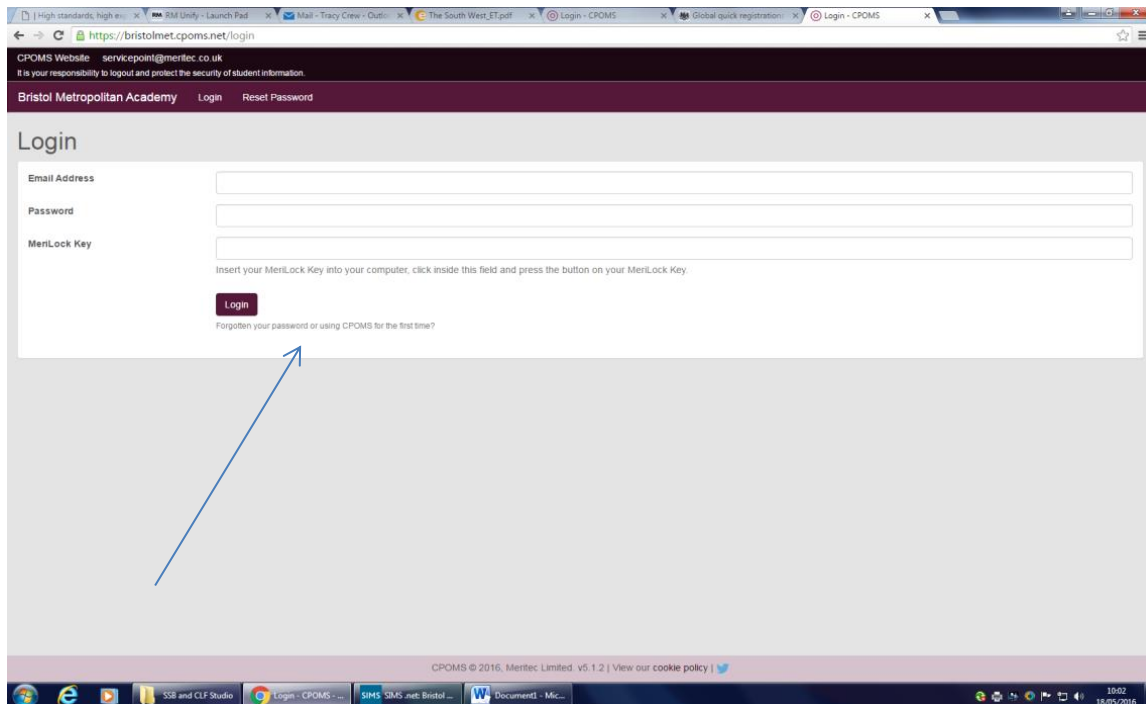 | High standards, high ex
RM Unify - Launch Pad
Mail - Tracy Crew - Outlo
The South West_ET.pdf
Login - CPOMS
Global quick registration
Login - CPOMS
https://bristolmet.cpoms.net/login
CPOMS Website servicepoint@meritec.co.uk
It is your responsibility to logout and protect the security of student information.
Bristol Metropolitan Academy Login Reset Password
Login
Email Address
Password
MeriLock Key
Insert your MeriLock Key into your computer, click inside this field and press the button on your MeriLock Key.
Login
Forgotten your password or using CPOMS for the first time?
CPOMS © 2016, Meritec Limited. v5.1.2 | View our cookie policy |
SSB and CLF Studio
Login - CPOMS - ...
SIMS SIMS .net: Bristol ...
W Document1 - Mic...
10:02
18/05/2016